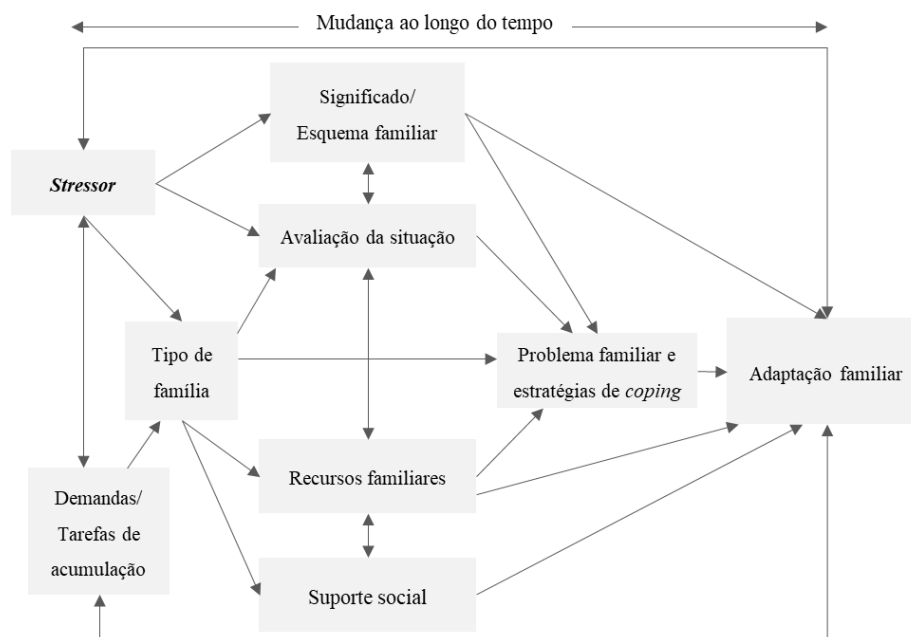 Mudança ao longo do tempo
Significado/
Esquema familiar
Stressor
Avaliação da situação
Tipo de
família
Problema familiar e
estratégias de coping
Adaptação familiar
Recursos familiares
Demandas/
Tarefas de
acumulação
Suporte social